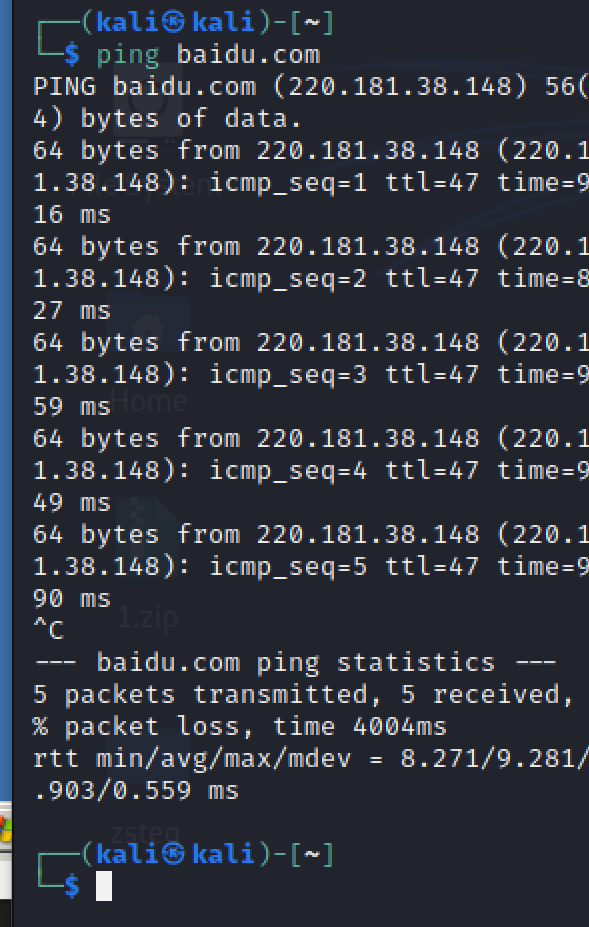 ┌──(kali㉿kali)-[~]
└─$ ping baidu.com
PING baidu.com (220.181.38.148) 56(
4) bytes of data.
64 bytes from 220.181.38.148 (220.1
1.38.148): icmp_seq=1 ttl=47 time=9
16 ms
64 bytes from 220.181.38.148 (220.1
1.38.148): icmp_seq=2 ttl=47 time=8
27 ms
64 bytes from 220.181.38.148 (220.1
1.38.148): icmp_seq=3 ttl=47 time=9
59 ms
Home
64 bytes from 220.181.38.148 (220.1
1.38.148): icmp_seq=4 ttl=47 time=9
49 ms
64 bytes from 220.181.38.148 (220.1
1.38.148): icmp_seq=5 ttl=47 time=9
90 ms
1.zip
^C
--- baidu.com ping statistics ---
5 packets transmitted, 5 received,
% packet loss, time 4004ms
rtt min/avg/max/mdev = 8.271/9.281/
.903/0.559 ms
zsteg
┌──(kali㉿kali)-[~]
└─$